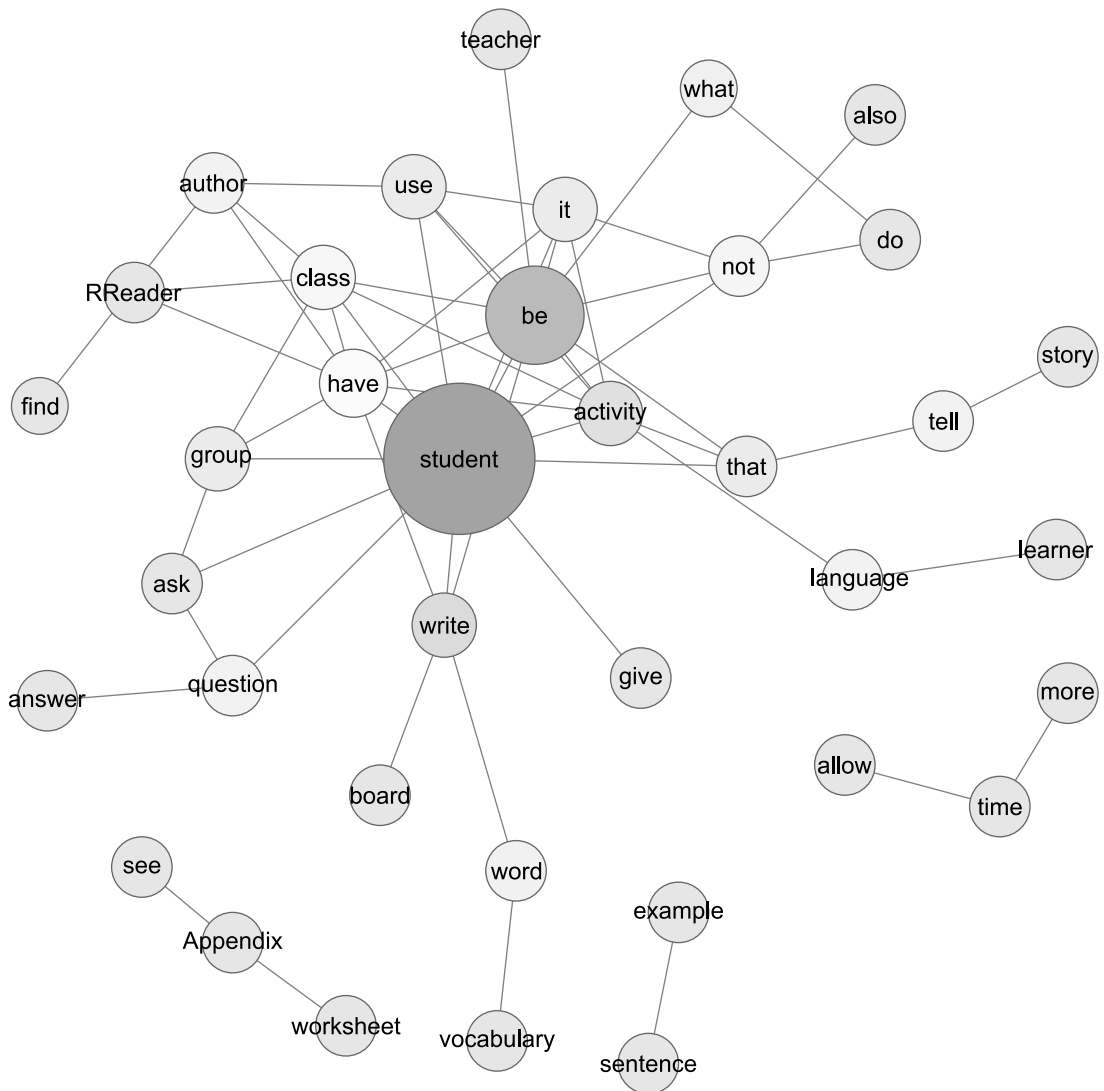 teacher
what
also
author
use
it
do
not
class
RReader
be
story
have
find
activity
tell
group
student
that
learner
language
ask
write
give
question
answer
more
allow
board
time
see
word
example
Appendix
worksheet
vocabulary
sentence